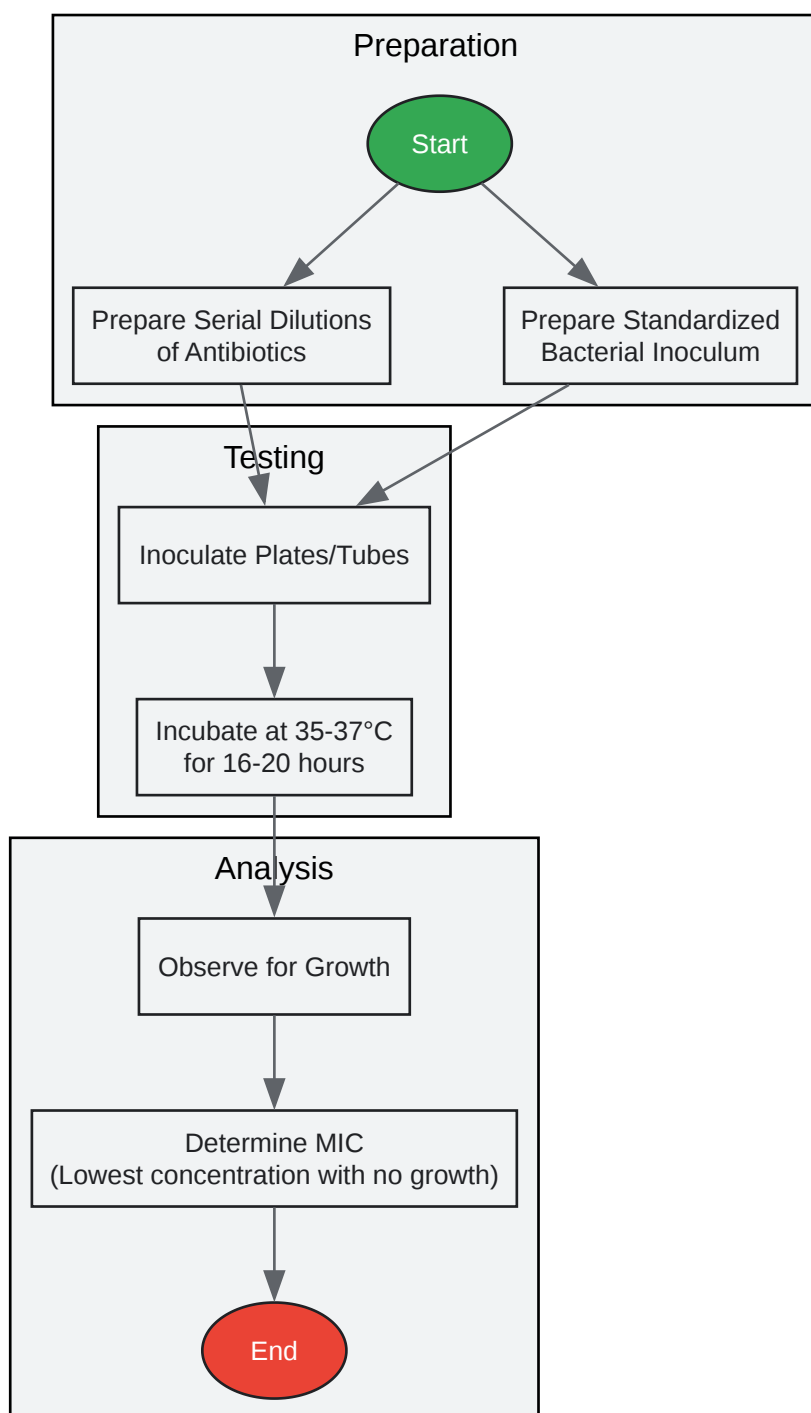 Preparation
Start
Prepare Serial Dilutions
of Antibiotics
Prepare Standardized
Bacterial Inoculum
Testing
Inoculate Plates/Tubes
Incubate at 35-37°C
for 16-20 hours
Analysis
Observe for Growth
Determine MIC
(Lowest concentration with no growth)
End